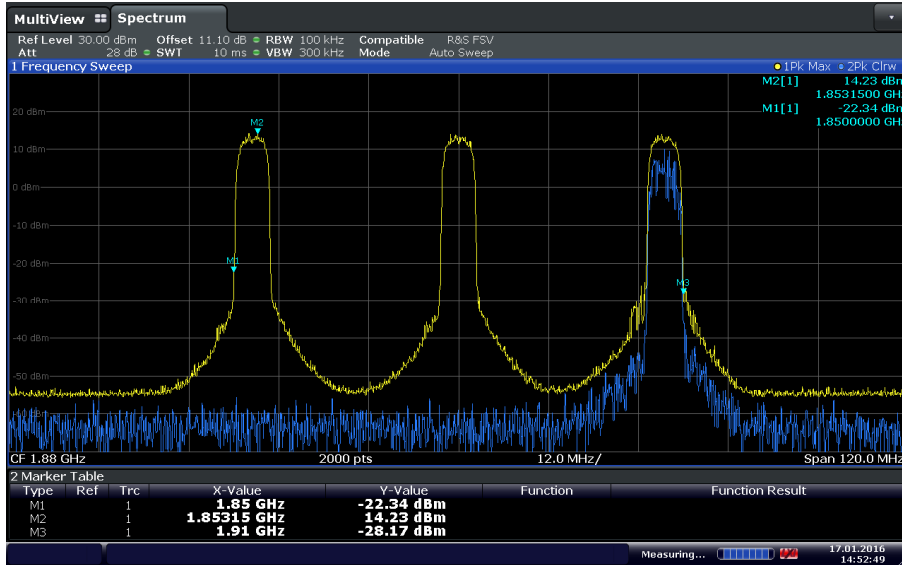 MultiView Spectrum
Ref Level 30.00 dBm Offset 11.10 dB RBW 100 kHz Compatible R&S FSV
Att 28 dB SWT 10 ms VBW 300 kHz Mode Auto Sweep
1 Frequency Sweep 1Pk Max 2Pk Clrw
M2[1] 14.23 dBm
1.8531500 GH
M1[1] -22.34 dBm
1.8500000 GH
20 dBm
M2
10 dBm
0 dBm
-10 dBm
-20 dBm
M1
M3
-30 dBm
-40 dBm
-50 dBm
CF 1.88 GHz 2000 pts 12.0 MHz/ Span 120.0 MHz
2 Marker Table
Type Ref Trc X-Value Y-Value Function Function Result
M1 1 1.85 GHz -22.34 dBm
M2 1 1.85315 GHz 14.23 dBm
M3 1 1.91 GHz -28.17 dBm
Measuring... 17.01.2016
14:52:49